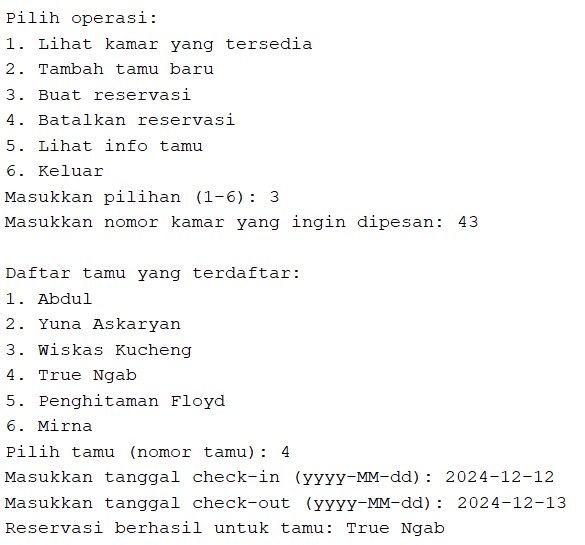 Pilih operasi:
1. Lihat kamar yang tersedia
2. Tambah tamu baru
3. Buat reservasi
4. Batalkan reservasi
5. Lihat info tamu
6. Keluar
Masukkan pilihan (1-6): 3
Masukkan nomor kamar yang ingin dipesan: 43
Daftar tamu yang terdaftar:
1. Abdul
2. Yuna Askaryan
3. Wiskas Kucheng
4. True Ngab
5. Penghitaman Floyd
6. Mirna
Pilih tamu (nomor tamu): 4
Masukkan tanggal check-in (yyyy-MM-dd): 2024-12-12
Masukkan tanggal check-out (yyyy-MM-dd): 2024-12-13
Reservasi berhasil untuk tamu: True Ngab